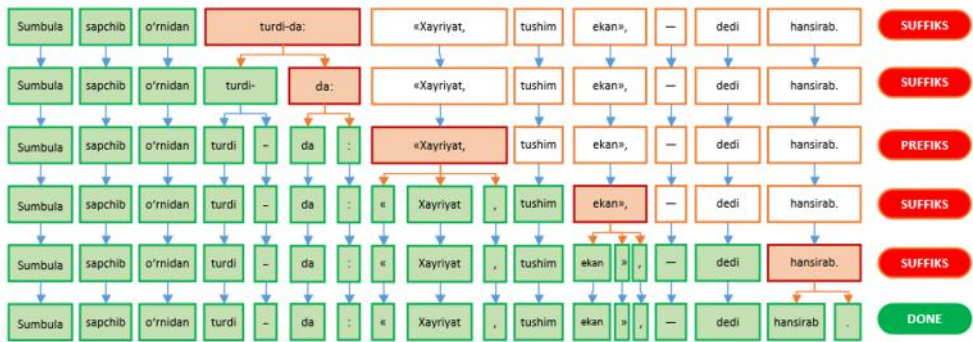 Sumbula sapchib o‘rnidan turdi-da: «Xayriyat, tushim ekan», — dedi hansirab. SUFFIKS
Sumbula sapchib o‘rnidan turdi- da: «Xayriyat, tushim ekan», — dedi hansirab. SUFFIKS
Sumbula sapchib o‘rnidan turdi – da : «Xayriyat, tushim ekan», — dedi hansirab. PREFIKS
Sumbula sapchib o‘rnidan turdi – da : « Xayriyat , tushim ekan», — dedi hansirab. SUFFIKS
Sumbula sapchib o‘rnidan turdi – da : « Xayriyat , tushim ekan » , — dedi hansirab. SUFFIKS
Sumbula sapchib o‘rnidan turdi – da : « Xayriyat , tushim ekan » , — dedi hansirab . DONE